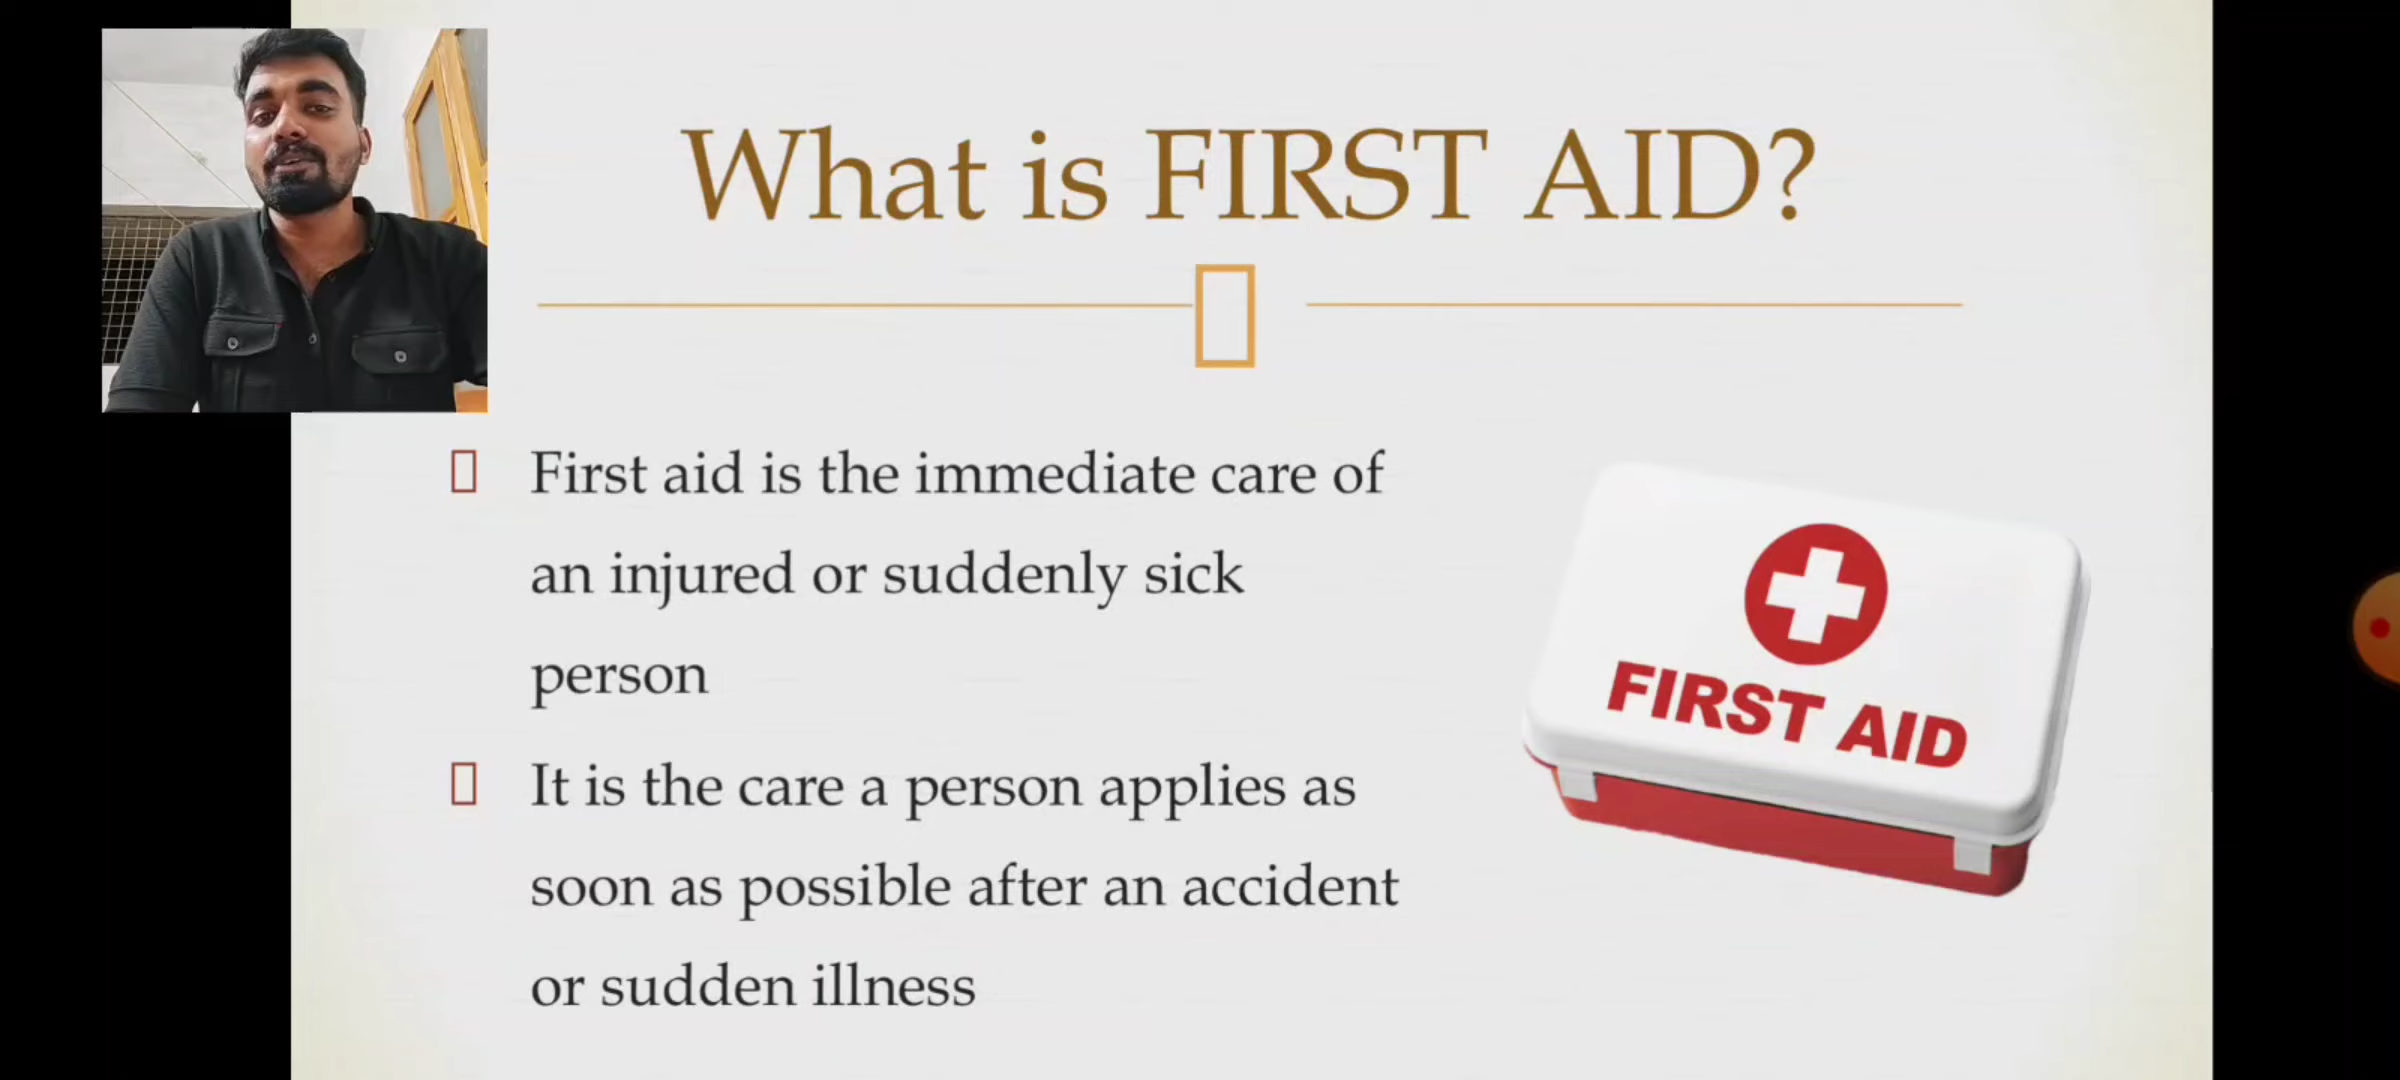 What is FIRST AID?
First aid is the immediate care of
an injured or suddenly sick
person
It is the care a person applies as
soon as possible after an accident
or sudden illness
FIRST AID